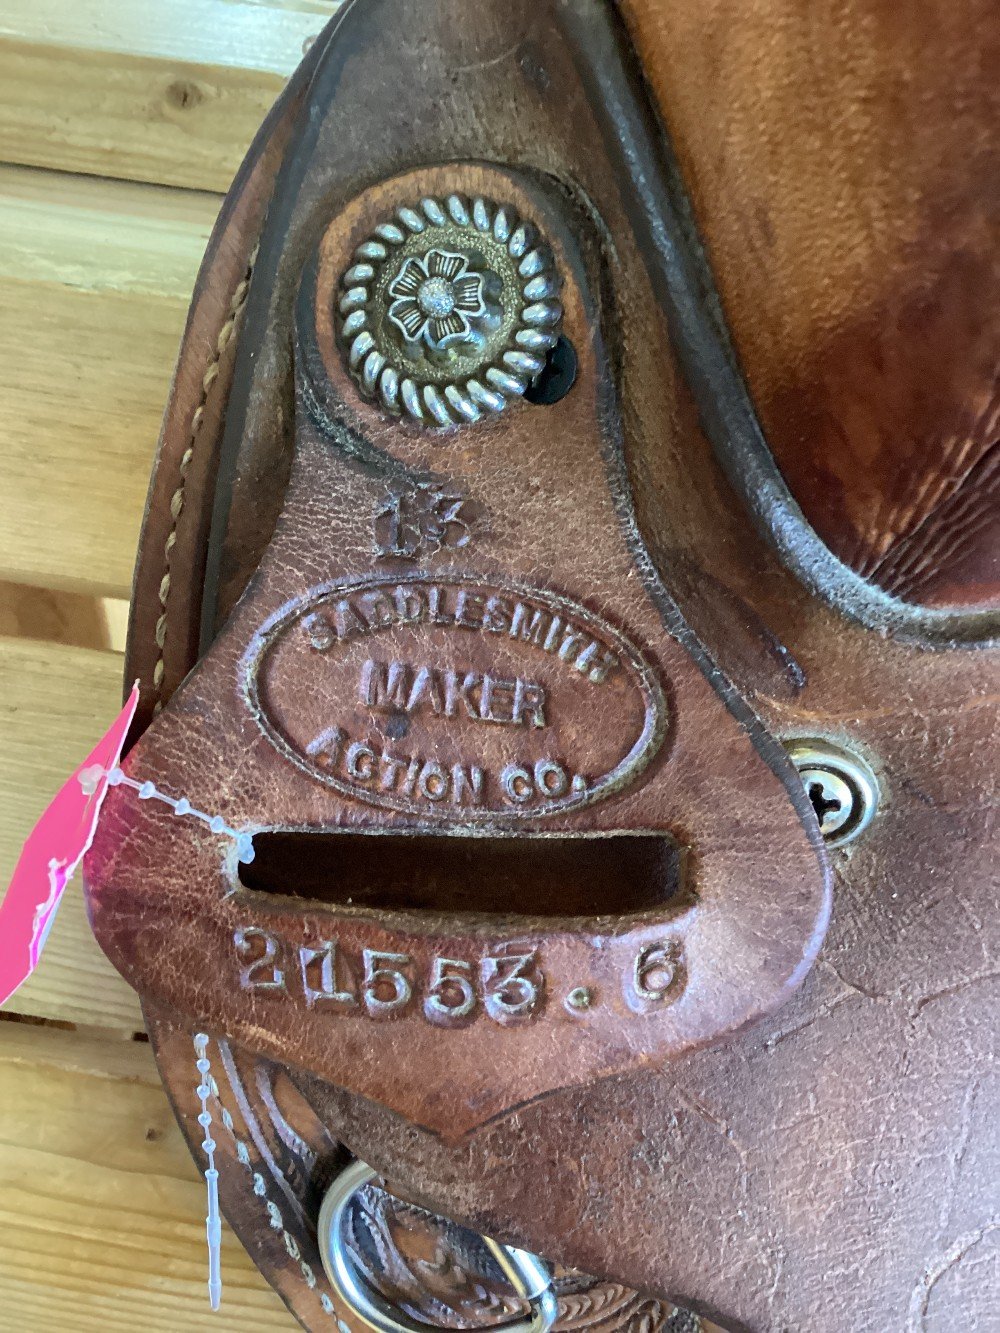 13
SADDLESMITH
MAKER
ACTION CO.
21553.6